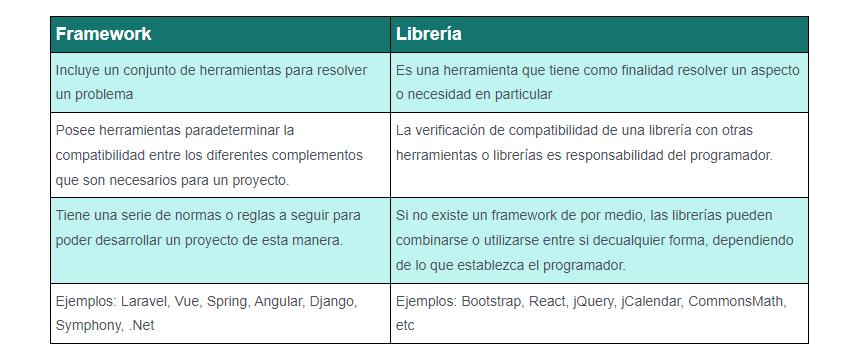 Framework
Librería
Incluye un conjunto de herramientas para resolver
un problema
Es una herramienta que tiene como finalidad resolver un aspecto
o necesidad en particular
Posee herramientas paradeterminar la
compatibilidad entre los diferentes complementos
que son necesarios para un proyecto.
La verificación de compatibilidad de una librería con otras
herramientas o librerías es responsabilidad del programador.
Tiene una serie de normas o reglas a seguir para
poder desarrollar un proyecto de esta manera.
Si no existe un framework de por medio, las librerías pueden
combinarse o utilizarse entre si decualquier forma, dependiendo
de lo que establezca el programador.
Ejemplos: Laravel, Vue, Spring, Angular, Django,
Symphony, .Net
Ejemplos: Bootstrap, React, jQuery, jCalendar, CommonsMath,
etc